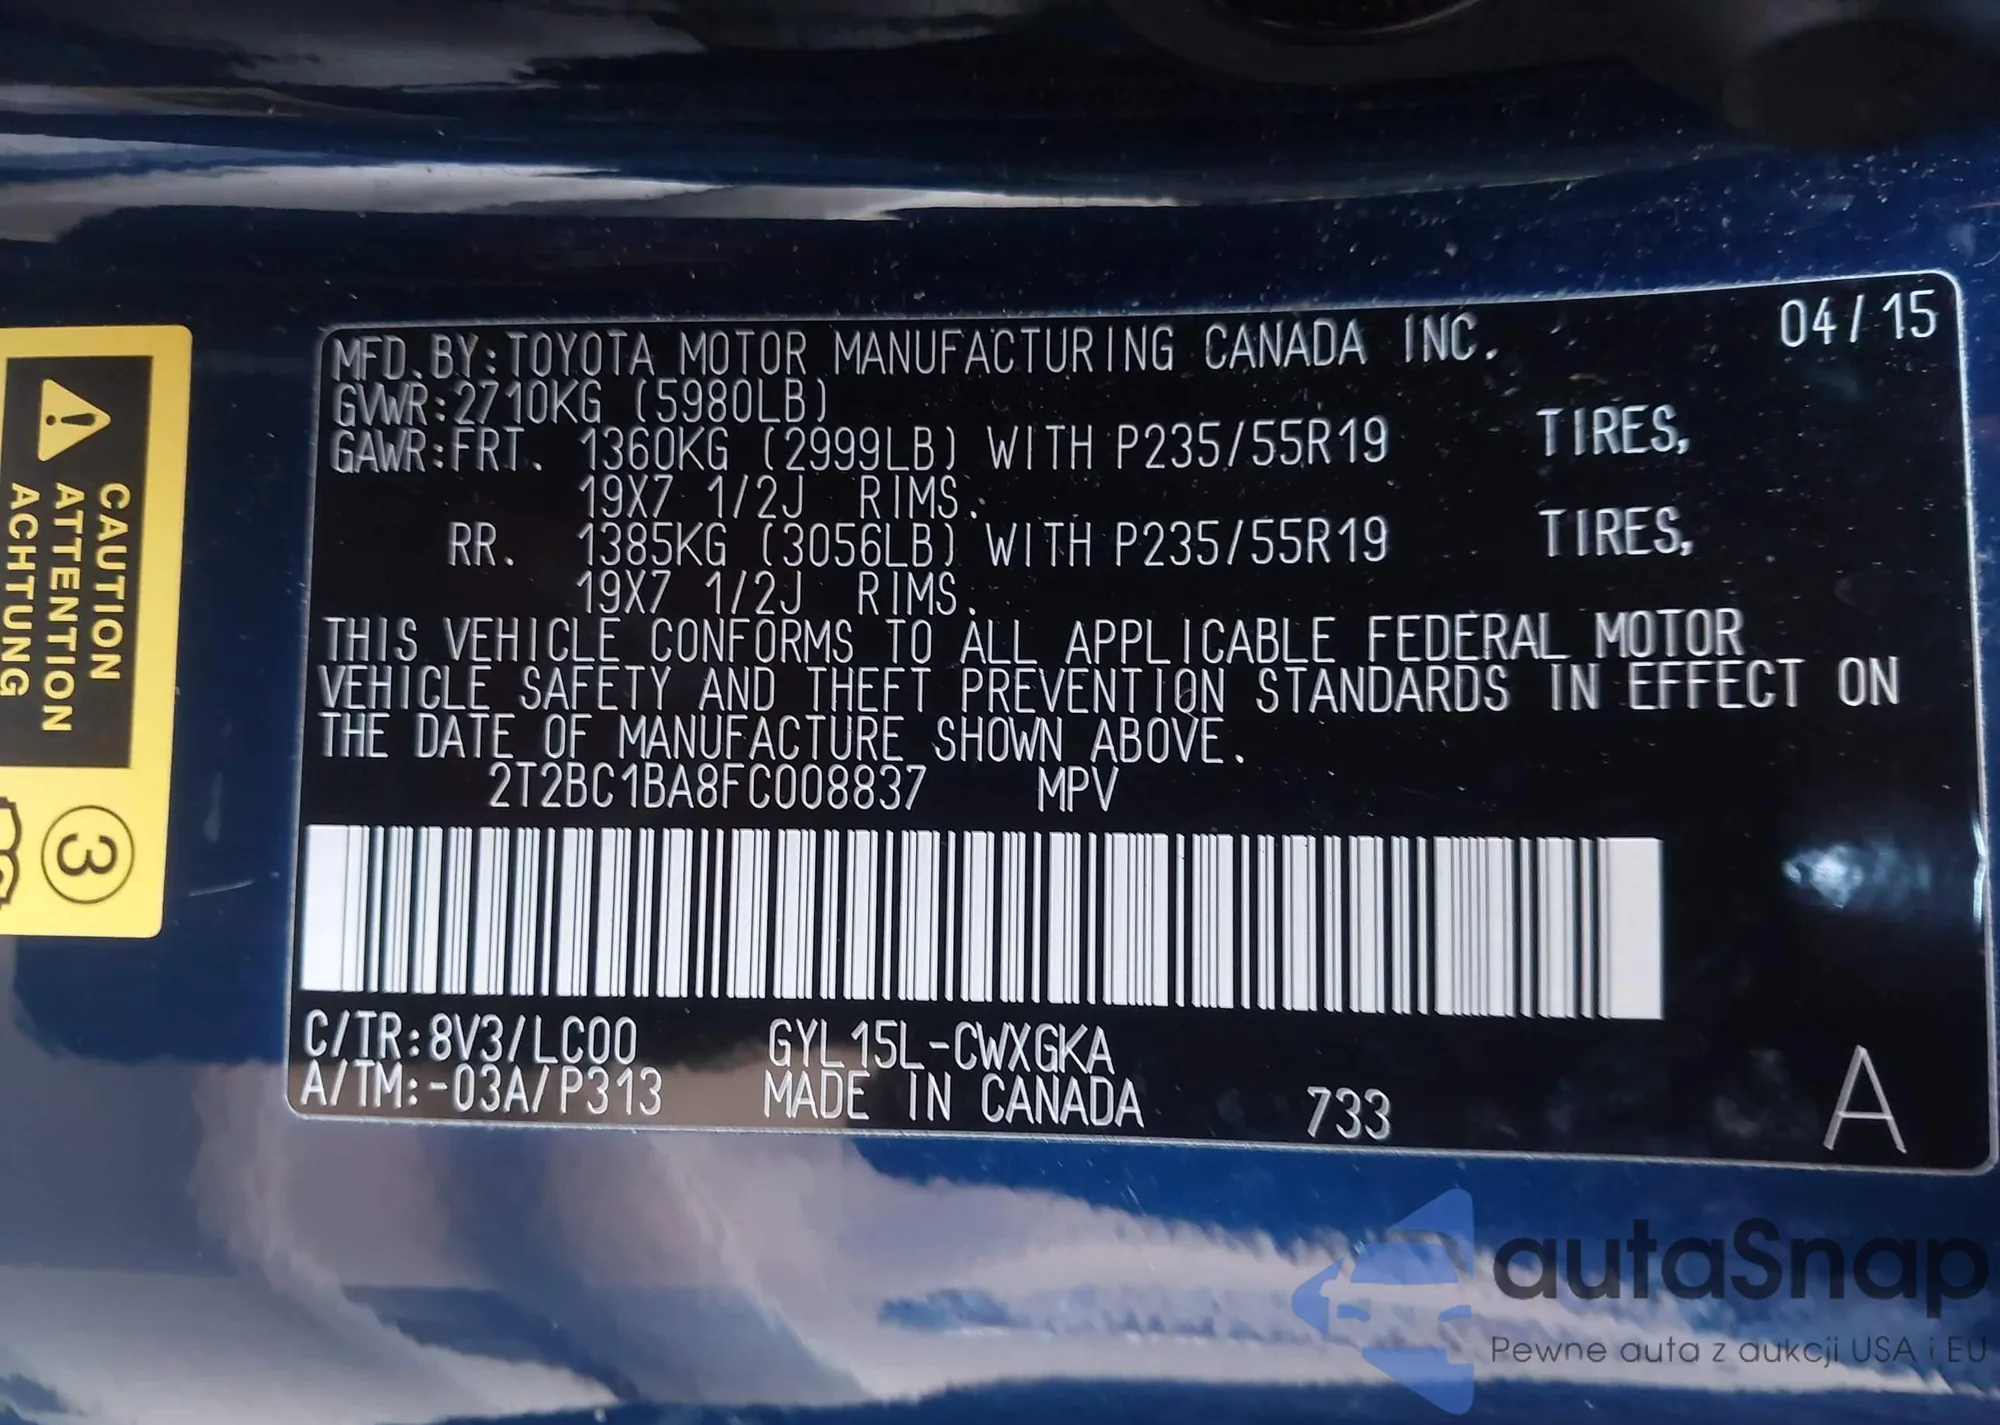 MFD. BY:TOYOTA MOTOR MANUFACTURING CANADA INC. 04/15
GVWR:2710KG (5980LB)
GAWR:FRT. 1360KG (2999LB) WITH P235/55R19 TIRES,
19X7 1/2J RIMS.
RR. 1385KG (3056LB) WITH P235/55R19 TIRES,
19X7 1/2J RIMS.
THIS VEHICLE CONFORMS TO ALL APPLICABLE FEDERAL MOTOR
VEHICLE SAFETY AND THEFT PREVENTION STANDARDS IN EFFECT ON
THE DATE OF MANUFACTURE SHOWN ABOVE.
2T2BC1BA8FC008837 MPV
C/TR:8V3/LC00 GYL15L-CWXGKA
A/TM:-03A/P313 MADE IN CANADA 733 A
CAUTION
ATTENTION
ACHTUNG
3
autaSnap
Pewne auta z aukcji USA i EU